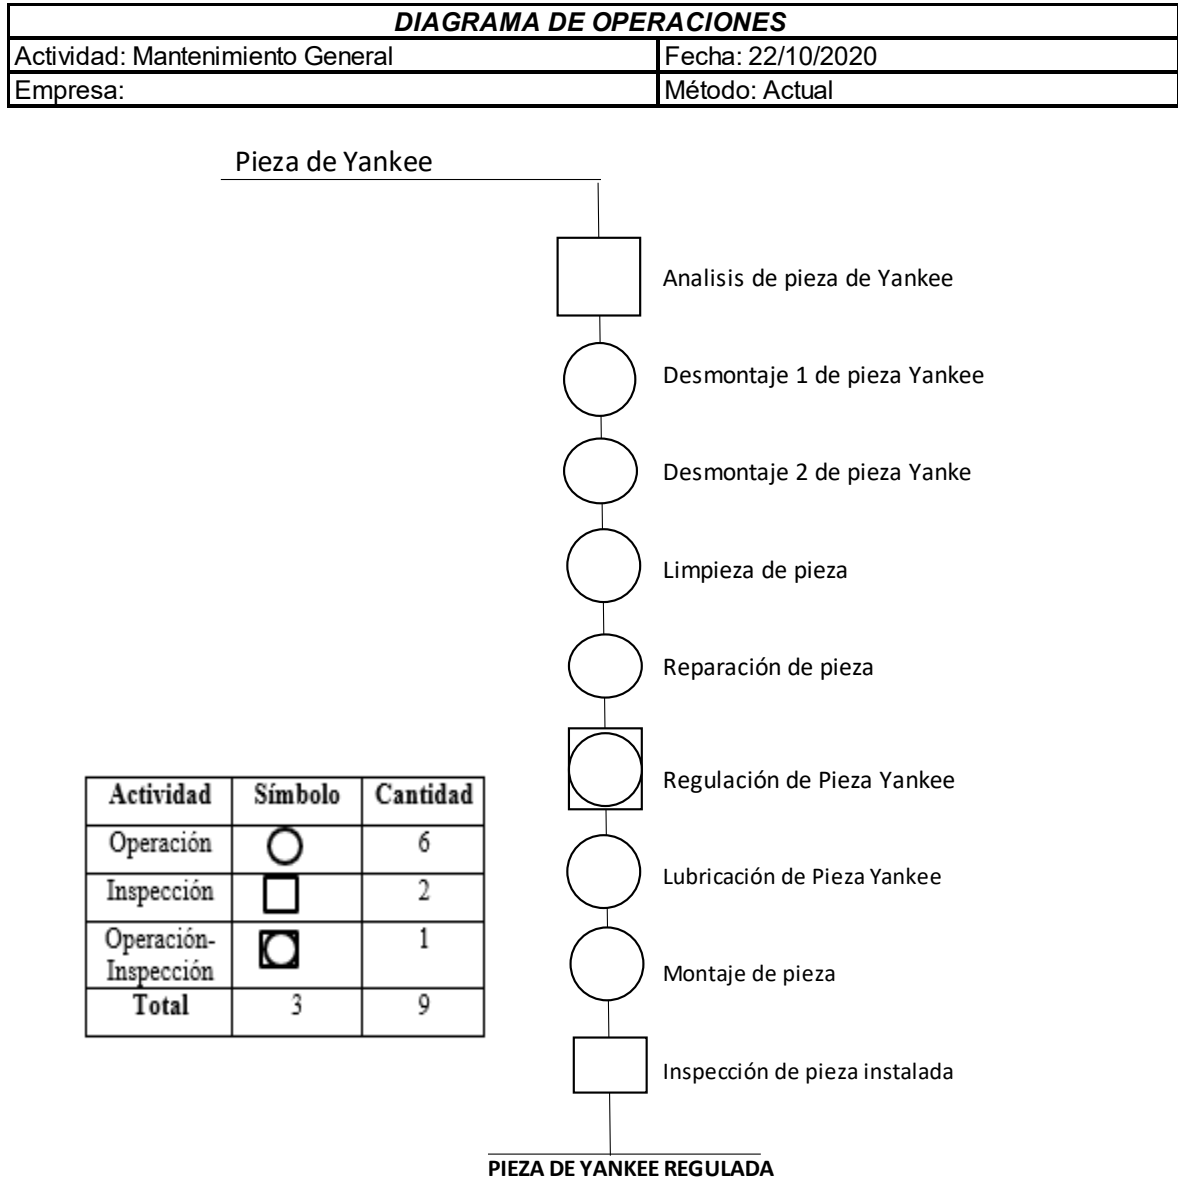 DIAGRAMA DE OPERACIONES
Actividad: Mantenimiento General
Fecha: 22/10/2020
Empresa:
Método: Actual
Pieza de Yankee
Analisis de pieza de Yankee
Desmontaje 1 de pieza Yankee
Desmontaje 2 de pieza Yanke
Limpieza de pieza
Reparación de pieza
Regulación de Pieza Yankee
Lubricación de Pieza Yankee
Montaje de pieza
Inspección de pieza instalada
PIEZA DE YANKEE REGULADA
Actividad Símbolo Cantidad
Operación 6
Inspección 2
Operación-
Inspección 1
Total 3 9